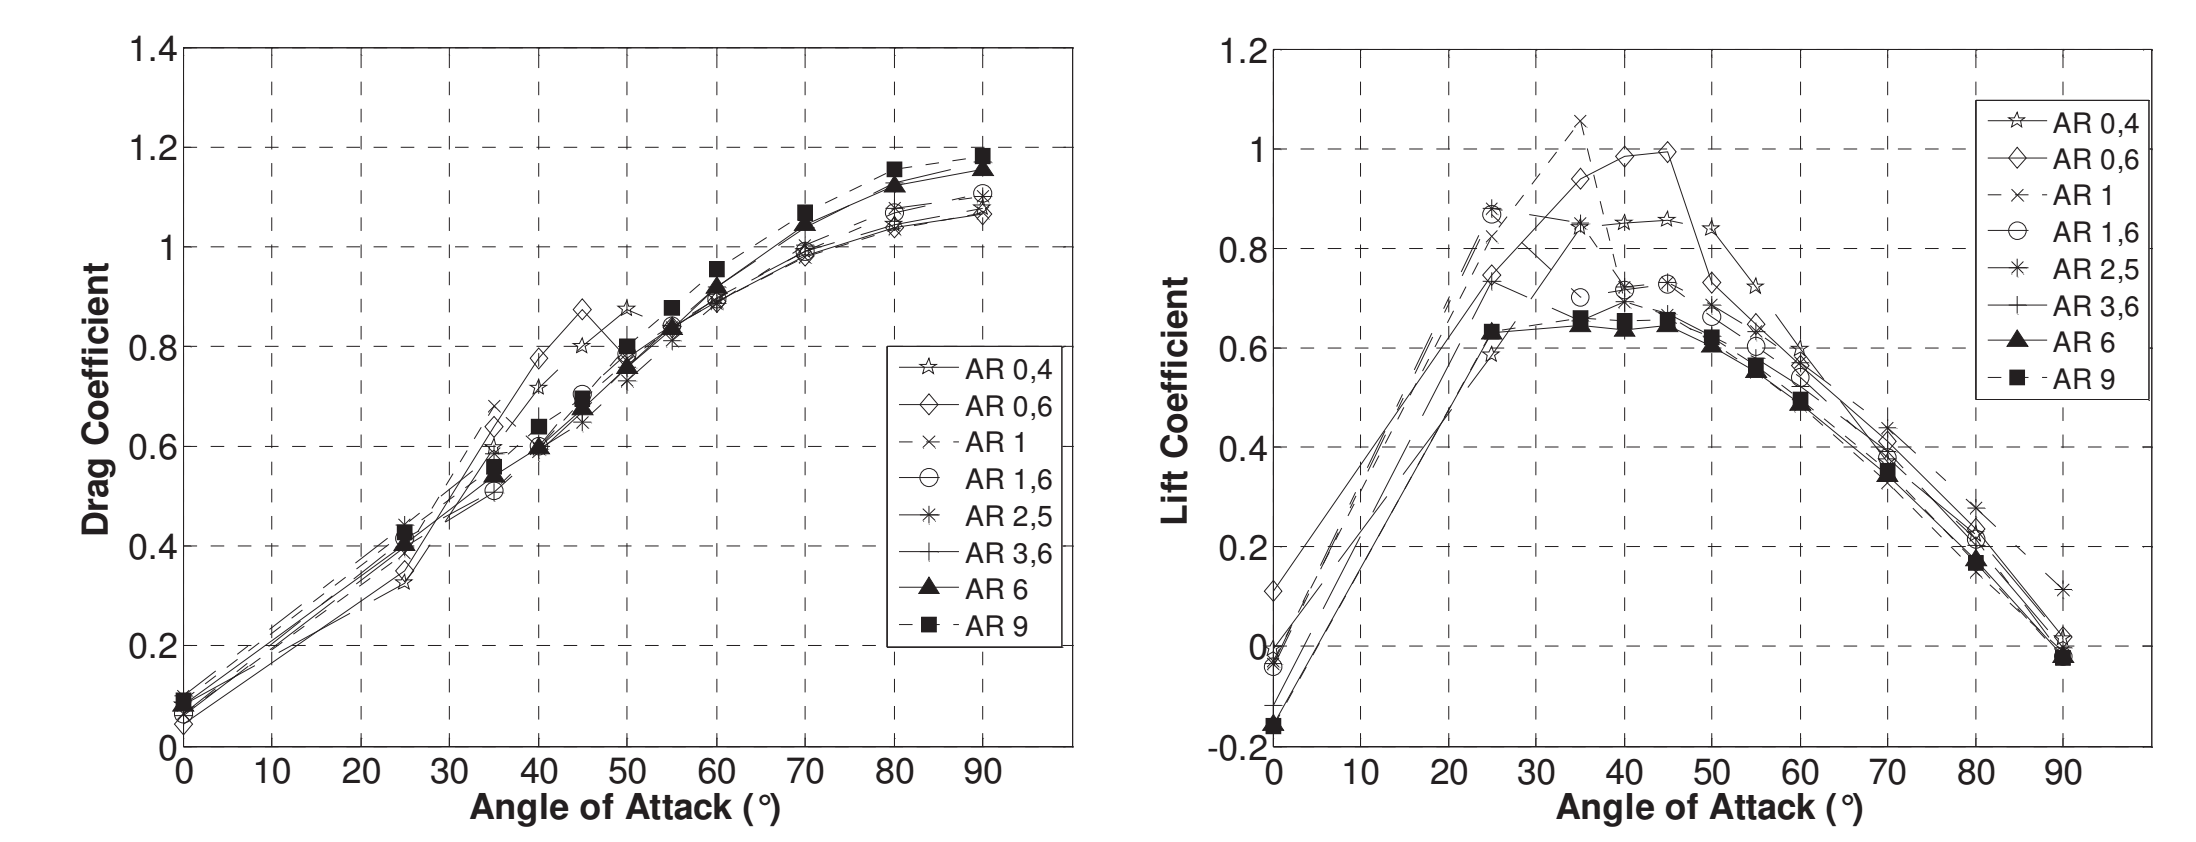 1.4
1.2
1
0.8
0.6
0.4
0.2
0
0 10 20 30 40 50 60 70 80 90
Drag Coefficient
Angle of Attack (°)
AR 0,4
AR 0,6
AR 1
AR 1,6
AR 2,5
AR 3,6
AR 6
AR 9
1.2
1
0.8
0.6
0.4
0.2
0
-0.2
0 10 20 30 40 50 60 70 80 90
Lift Coefficient
Angle of Attack (°)
AR 0,4
AR 0,6
AR 1
AR 1,6
AR 2,5
AR 3,6
AR 6
AR 9